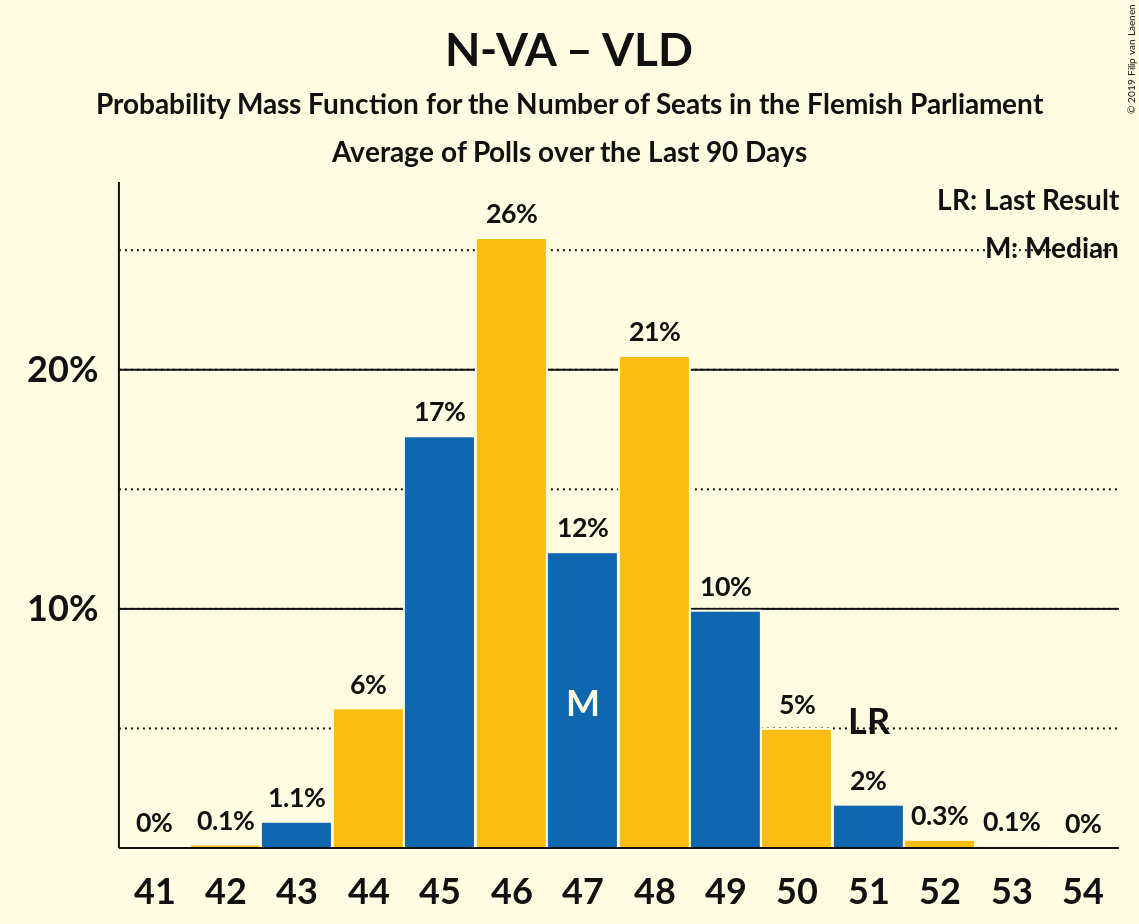 N-VA – VLD
Probability Mass Function for the Number of Seats in the Flemish Parliament
Average of Polls over the Last 90 Days
© 2019 Filip van Laenen
LR: Last Result
M: Median
26%
21%
20%
17%
12%
10%
10%
6%
M
5%
LR
2%
1.1%
0%
0.1%
0.3%
0.1%
0%
41 42 43 44 45 46 47 48 49 50 51 52 53 54